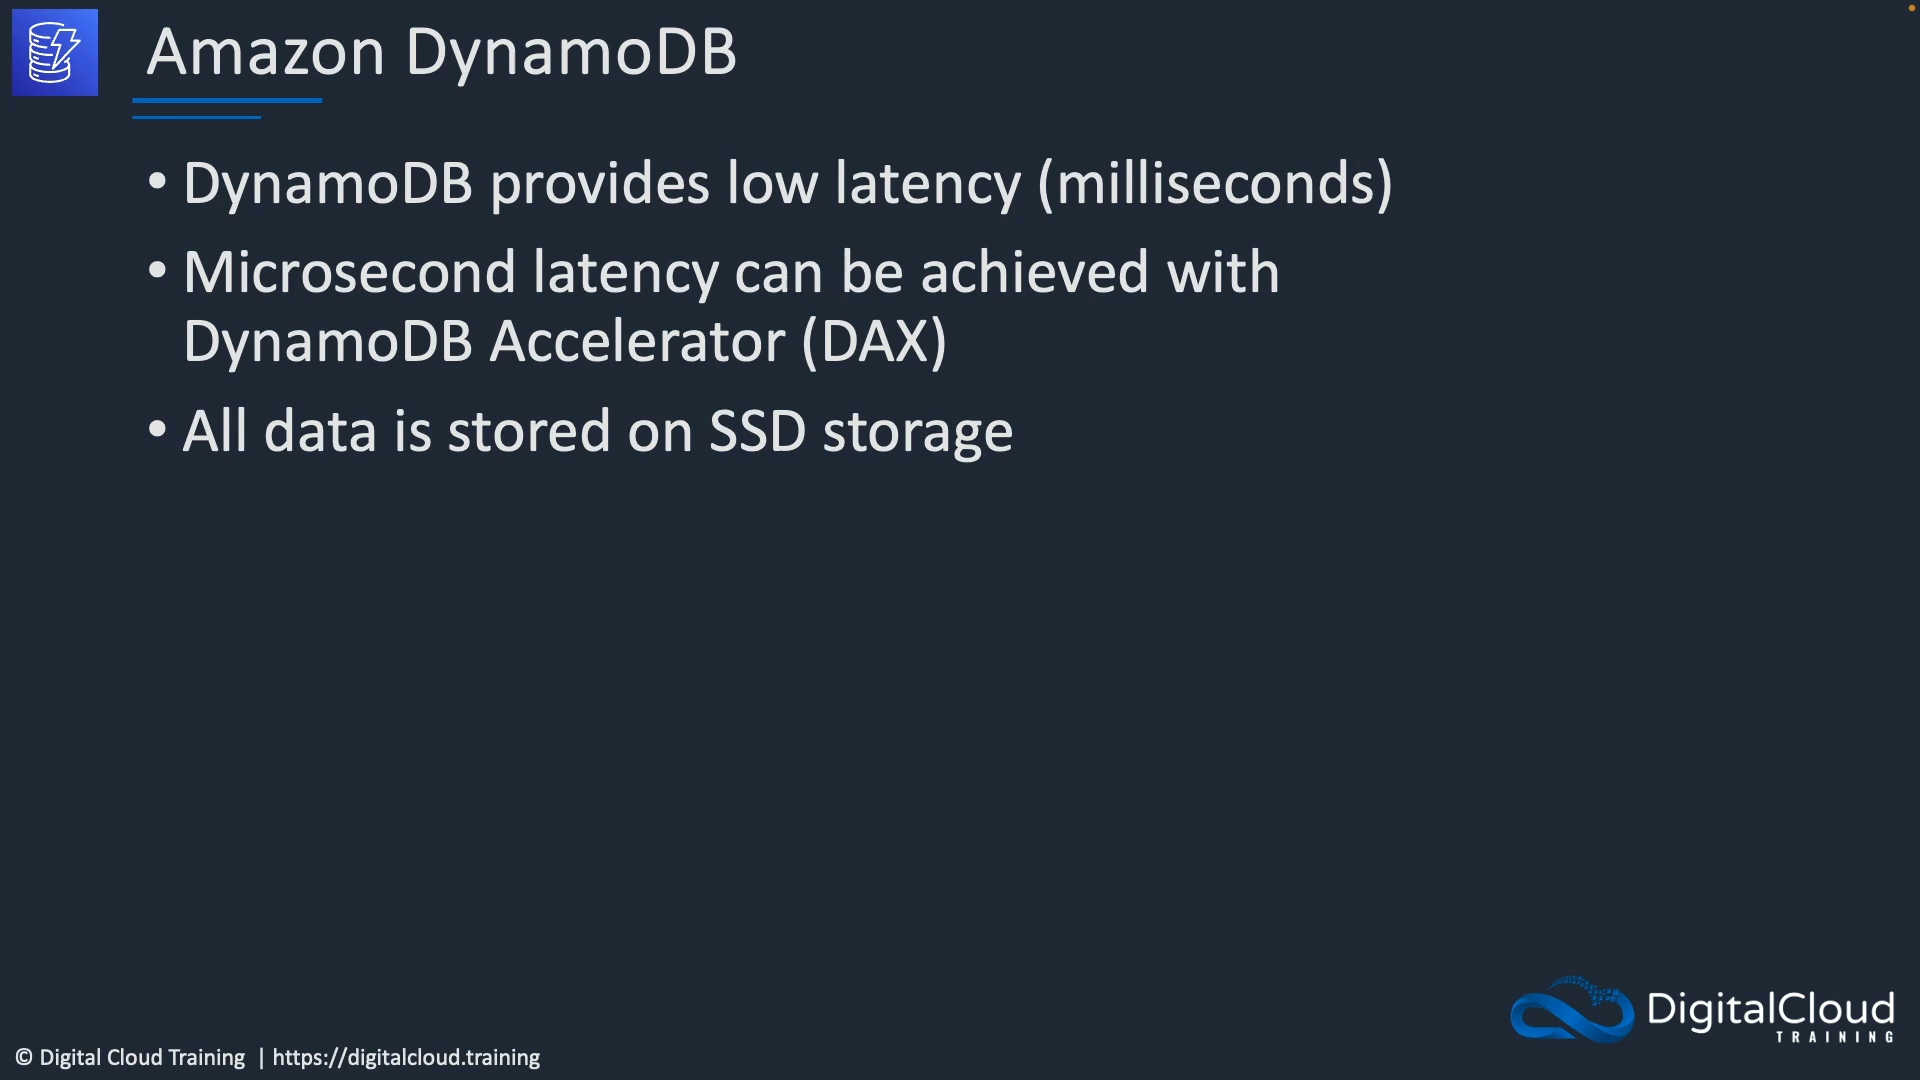 Amazon DynamoDB
• DynamoDB provides low latency (milliseconds)
• Microsecond latency can be achieved with
DynamoDB Accelerator (DAX)
• All data is stored on SSD storage
DigitalCloud
TRAINING
© Digital Cloud Training | https://digitalcloud.training